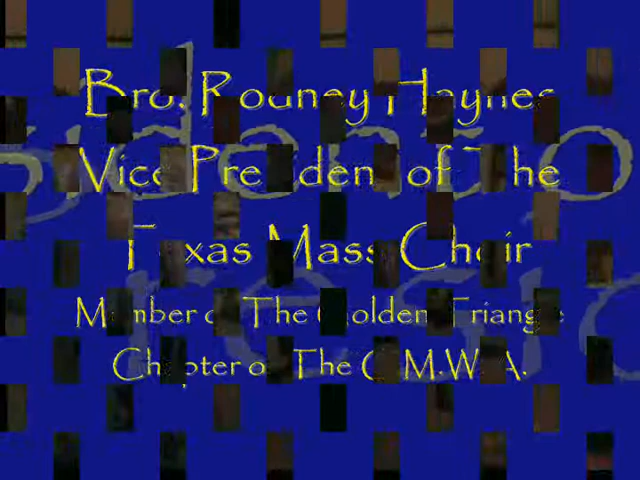 Bro. Rodney Haynes
Vice President of The
Texas Mass Choir
Member of The Golden Triangle
Chapter of The G.M.W.A.